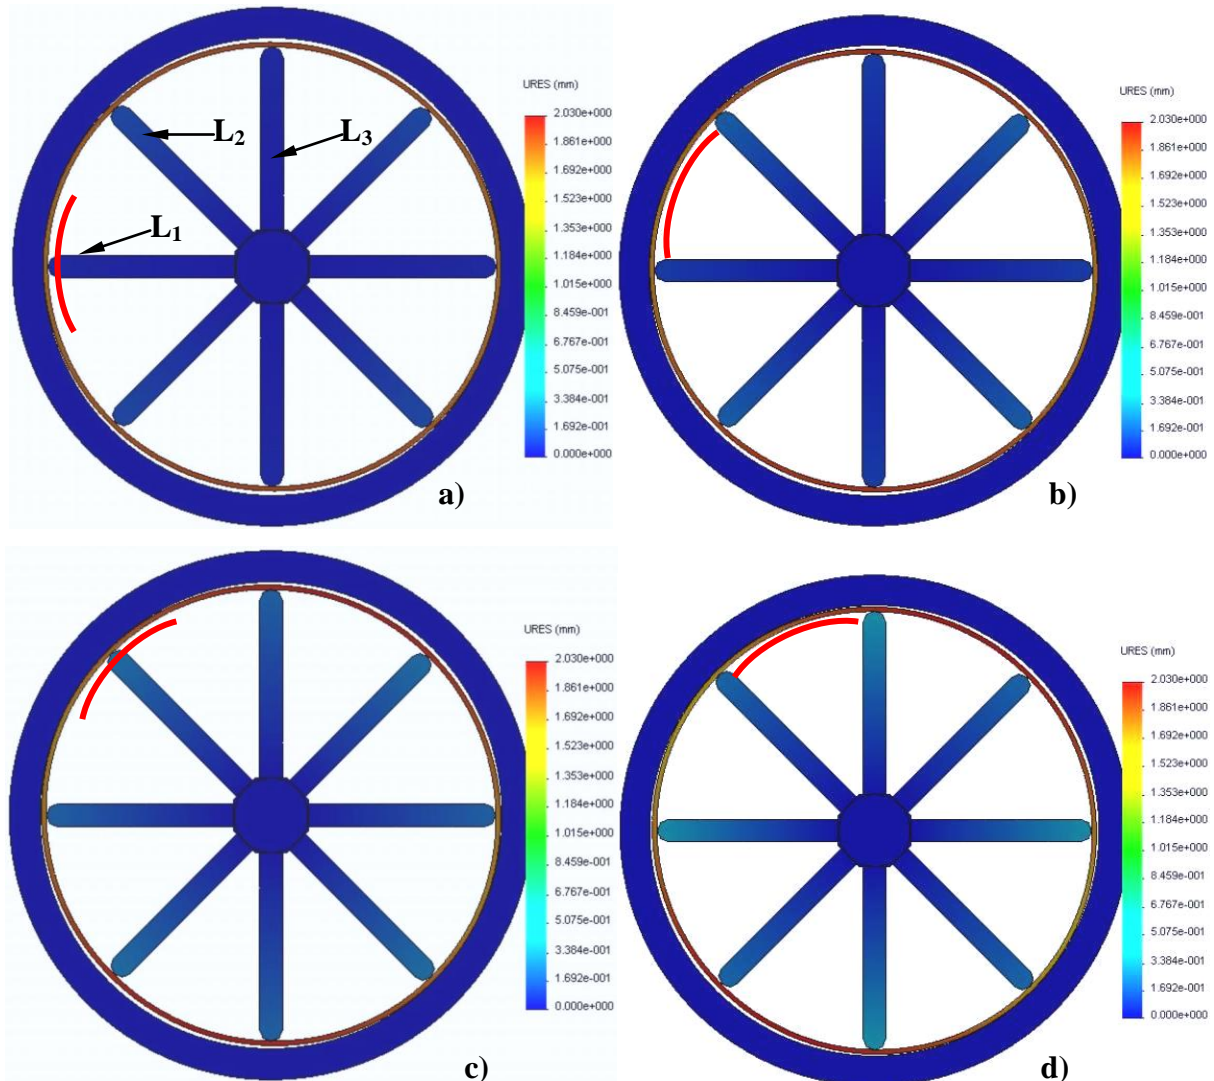 URES (mm)
2.030e+000
1.861e+000
1.692e+000
1.523e+000
1.353e+000
1.184e+000
1.015e+000
8.459e-001
6.767e-001
5.075e-001
3.384e-001
1.692e-001
0.000e+000
L2
L3
L1
a)
URES (mm)
2.030e+000
1.861e+000
1.692e+000
1.523e+000
1.353e+000
1.184e+000
1.015e+000
8.459e-001
6.767e-001
5.075e-001
3.384e-001
1.692e-001
0.000e+000
b)
URES (mm)
2.030e+000
1.861e+000
1.692e+000
1.523e+000
1.353e+000
1.184e+000
1.015e+000
8.459e-001
6.767e-001
5.075e-001
3.384e-001
1.692e-001
0.000e+000
c)
URES (mm)
2.030e+000
1.861e+000
1.692e+000
1.523e+000
1.353e+000
1.184e+000
1.015e+000
8.459e-001
6.767e-001
5.075e-001
3.384e-001
1.692e-001
0.000e+000
d)